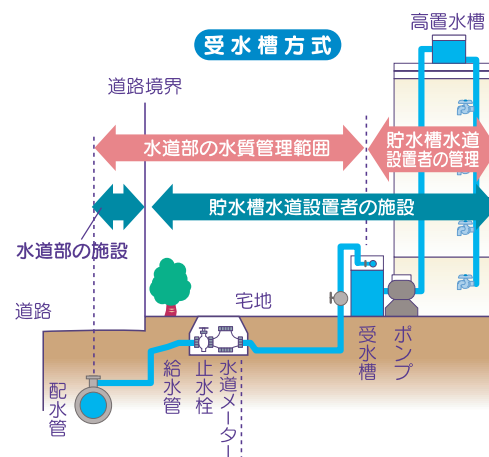 高置水槽
受水槽方式
道路境界
水道部の水質管理範囲
貯水槽水道
設置者の管理
貯水槽水道設置者の施設
水道部の施設
道路
宅地
配水管
給水管
止水栓
水道メーター
受水槽
ポンプ